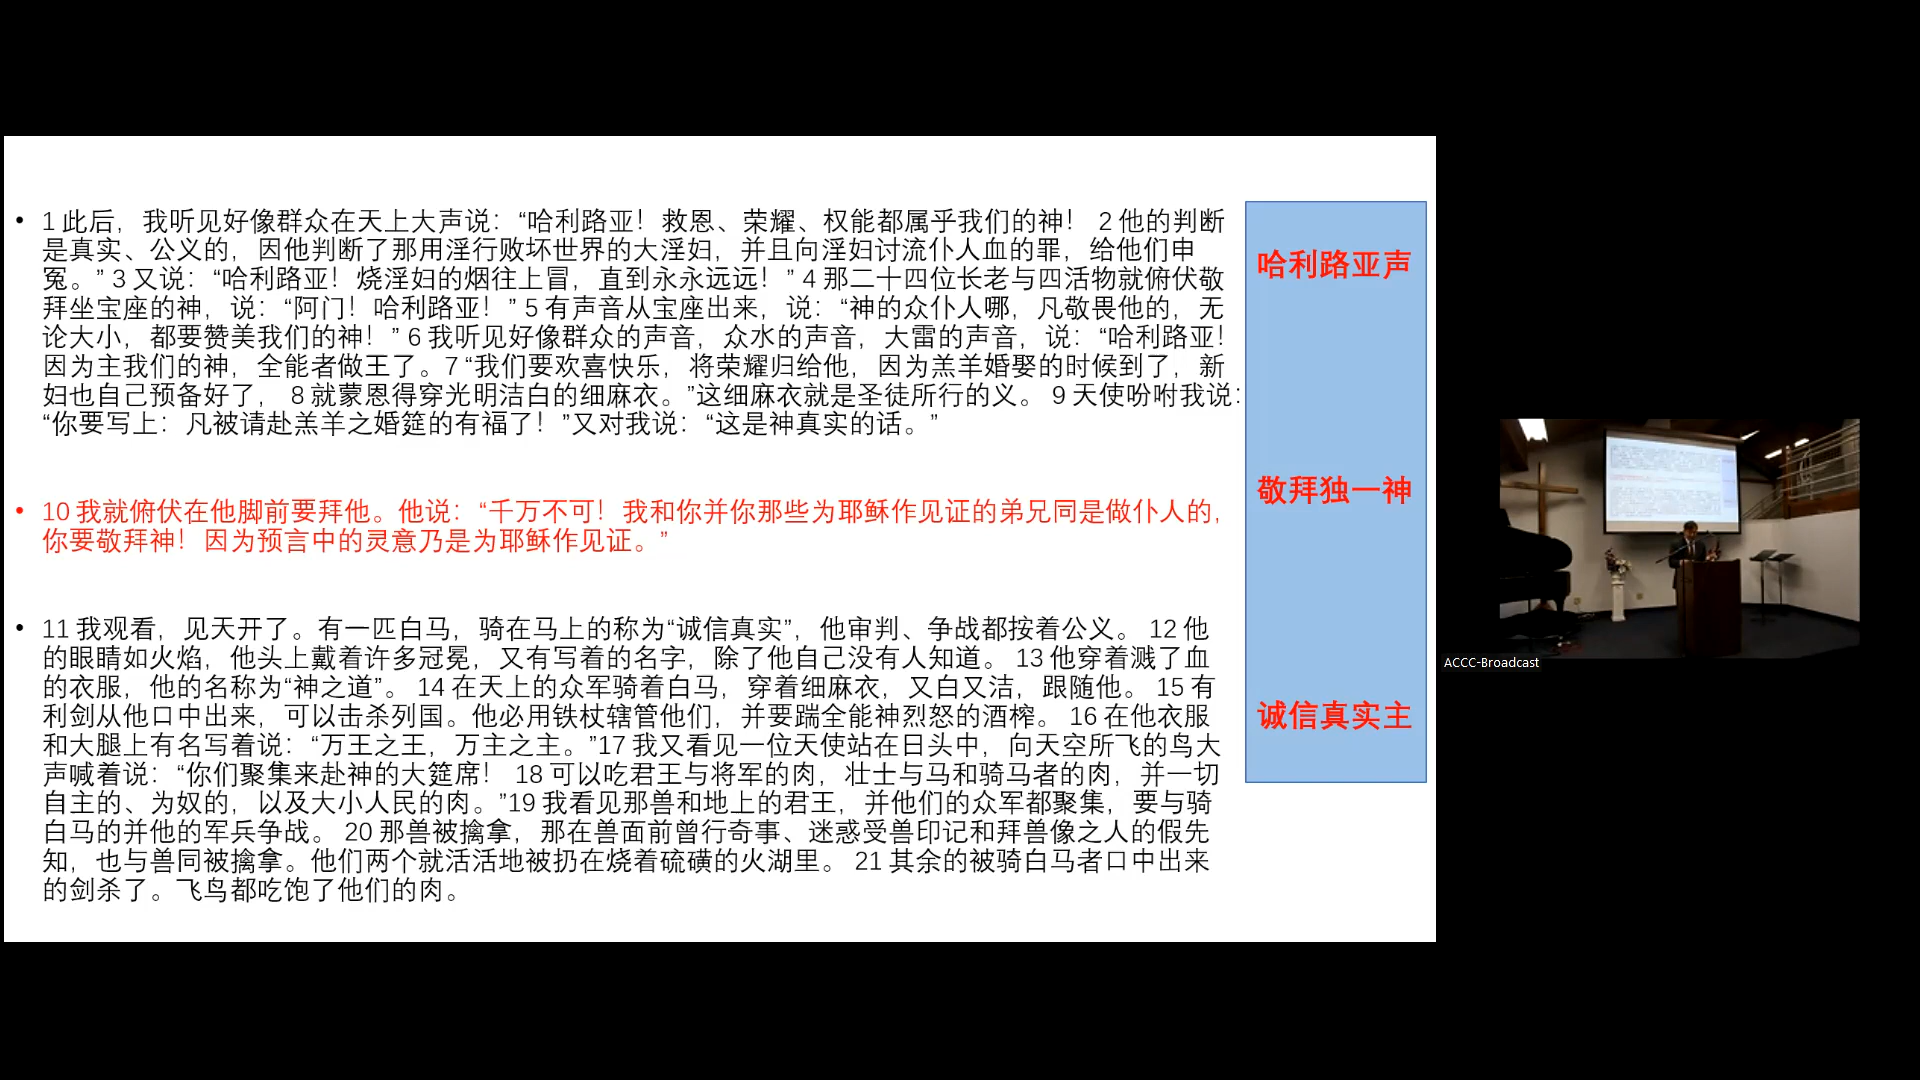 • 1 此后，我听见好像群众在天上大声说：“哈利路亚！救恩、荣耀、权能都属乎我们的神！ 2 他的判断
是真实、公义的，因他判断了那用淫行败坏世界的大淫妇，并且向淫妇讨流仆人血的罪，给他们申
冤。” 3 又说：“哈利路亚！烧淫妇的烟往上冒，直到永永远远！” 4 那二十四位长老与四活物就俯伏敬
拜坐宝座的神，说：“阿门！哈利路亚！” 5 有声音从宝座出来，说：“神的众仆人哪，凡敬畏他的，无
论大小，都要赞美我们的神！” 6 我听见好像群众的声音，众水的声音，大雷的声音，说：“哈利路亚！
因为主我们的神，全能者做王了。7 “我们要欢喜快乐，将荣耀归给他，因为羔羊婚娶的时候到了，新
妇也自己预备好了， 8 就蒙恩得穿光明洁白的细麻衣。”这细麻衣就是圣徒所行的义。 9 天使吩咐我说：
“你要写上：凡被请赴羔羊之婚筵的有福了！”又对我说：“这是神真实的话。”
• 10 我就俯伏在他脚前要拜他。他说：“千万不可！我和你并你那些为耶稣作见证的弟兄同是做仆人的，
你要敬拜神！因为预言中的灵意乃是为耶稣作见证。”
• 11 我观看，见天开了。有一匹白马，骑在马上的称为“诚信真实”，他审判、争战都按着公义。 12 他
的眼睛如火焰，他头上戴着许多冠冕，又有写着的名字，除了他自己没有人知道。 13 他穿着溅了血
的衣服，他的名称为“神之道”。 14 在天上的众军骑着白马，穿着细麻衣，又白又洁，跟随他。 15 有
利剑从他口中出来，可以击杀列国。他必用铁杖辖管他们，并要踹全能神烈怒的酒榨。 16 在他衣服
和大腿上有名写着说：“万王之王，万主之主。”17 我又看见一位天使站在日头中，向天空所飞的鸟大
声喊着说：“你们聚集来赴神的大筵席！ 18 可以吃君王与将军的肉，壮士与马和骑马者的肉，并一切
自主的、为奴的，以及大小人民的肉。”19 我看见那兽和地上的君王，并他们的众军都聚集，要与骑
白马的并他的军兵争战。 20 那兽被擒拿，那在兽面前曾行奇事、迷惑受兽印记和拜兽像之人的假先
知，也与兽同被擒拿。他们两个就活活地被扔在烧着硫磺的火湖里。 21 其余的被骑白马者口中出来
的剑杀了。飞鸟都吃饱了他们的肉。
哈利路亚声
敬拜独一神
诚信真实主
ACCC-Broadcast